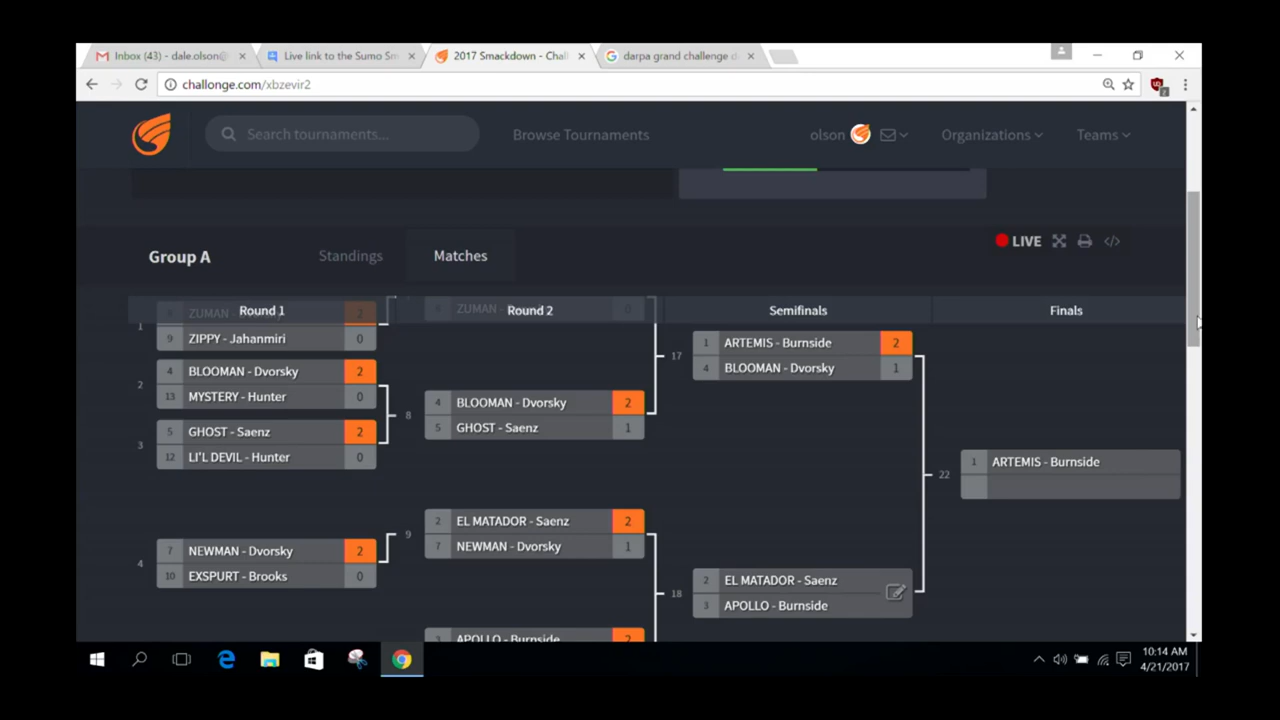 Inbox (43) - dale.olson@
Live link to the Sumo Sm
2017 Smackdown - Chall
darpa grand challenge d
challonge.com/xbzevir2
Search tournaments...
Browse Tournaments
olson
Organizations
Teams
Group A
Standings
Matches
LIVE
Round 1
Round 2
Semifinals
Finals
ZUMAN - 2
1
9 ZIPPY - Jahanmiri 0
2
4 BLOOMAN - Dvorsky 2
13 MYSTERY - Hunter 0
3
5 GHOST - Saenz 2
12 LI'L DEVIL - Hunter 0
4
7 NEWMAN - Dvorsky 2
10 EXSPURT - Brooks 0
ZUMAN - 0
8
4 BLOOMAN - Dvorsky 2
5 GHOST - Saenz 1
9
2 EL MATADOR - Saenz 2
7 NEWMAN - Dvorsky 1
3 APOLLO - Burnside 2
17
1 ARTEMIS - Burnside 2
4 BLOOMAN - Dvorsky 1
18
2 EL MATADOR - Saenz
3 APOLLO - Burnside
22
1 ARTEMIS - Burnside
10:14 AM
4/21/2017